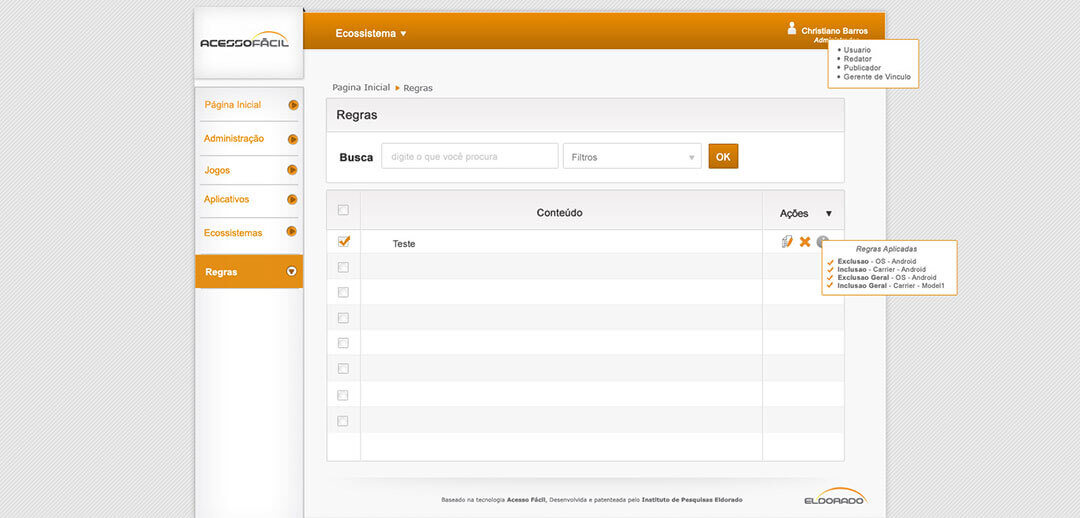 ACESSOFÁCIL
Ecossistema
Christiano Barros
Usuario
Redator
Publicador
Gerente de Vinculo
Página Inicial
Administração
Jogos
Aplicativos
Ecossistemas
Regras
Pagina Inicial Regras
Regras
Busca digite o que você procura Filtros OK
Conteúdo Ações
Teste
Regras Aplicadas
Exclusao - OS - Android
Inclusao - Carrier - Android
Exclusao Geral - OS - Android
Inclusao Geral - Carrier - Model1
Baseado na tecnologia Acesso Fácil, Desenvolvida e patenteada pelo Instituto de Pesquisas Eldorado
ELDORADO